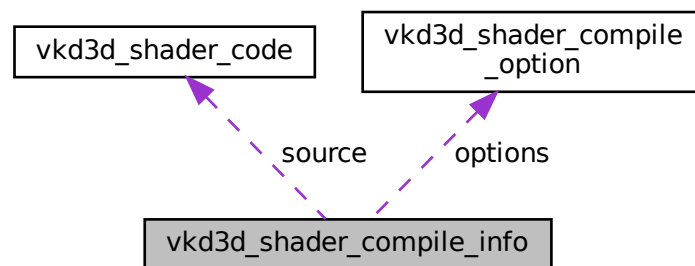 vkd3d_shader_code
vkd3d_shader_compile
_option
source
options
vkd3d_shader_compile_info